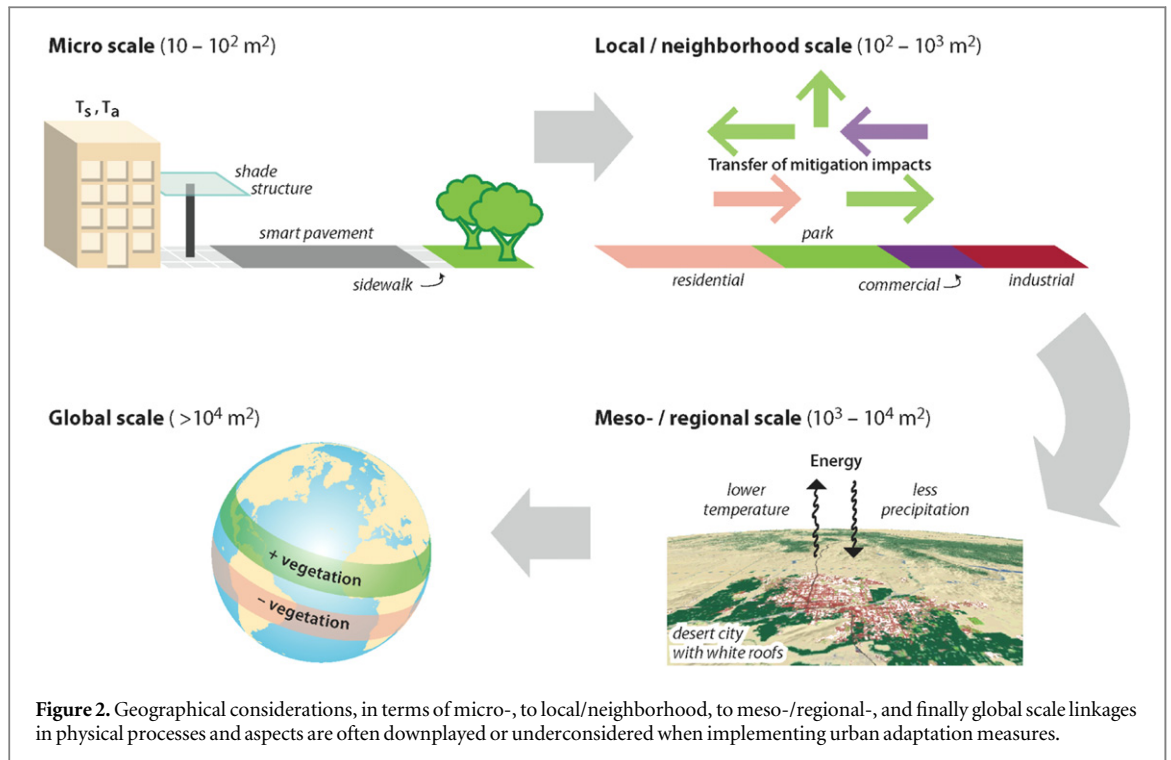 Micro scale (10 – 10² m²)
Tₛ , Tₐ
shade
structure
smart pavement
sidewalk
Local / neighborhood scale (10² – 10³ m²)
Transfer of mitigation impacts
park
residential
commercial
industrial
Global scale ( >10⁴ m²)
+ vegetation
– vegetation
Meso- / regional scale (10³ – 10⁴ m²)
Energy
lower
temperature
less
precipitation
desert city
with white roofs
Figure 2. Geographical considerations, in terms of micro-, to local/neighborhood, to meso-/regional-, and finally global scale linkages
in physical processes and aspects are often downplayed or underconsidered when implementing urban adaptation measures.